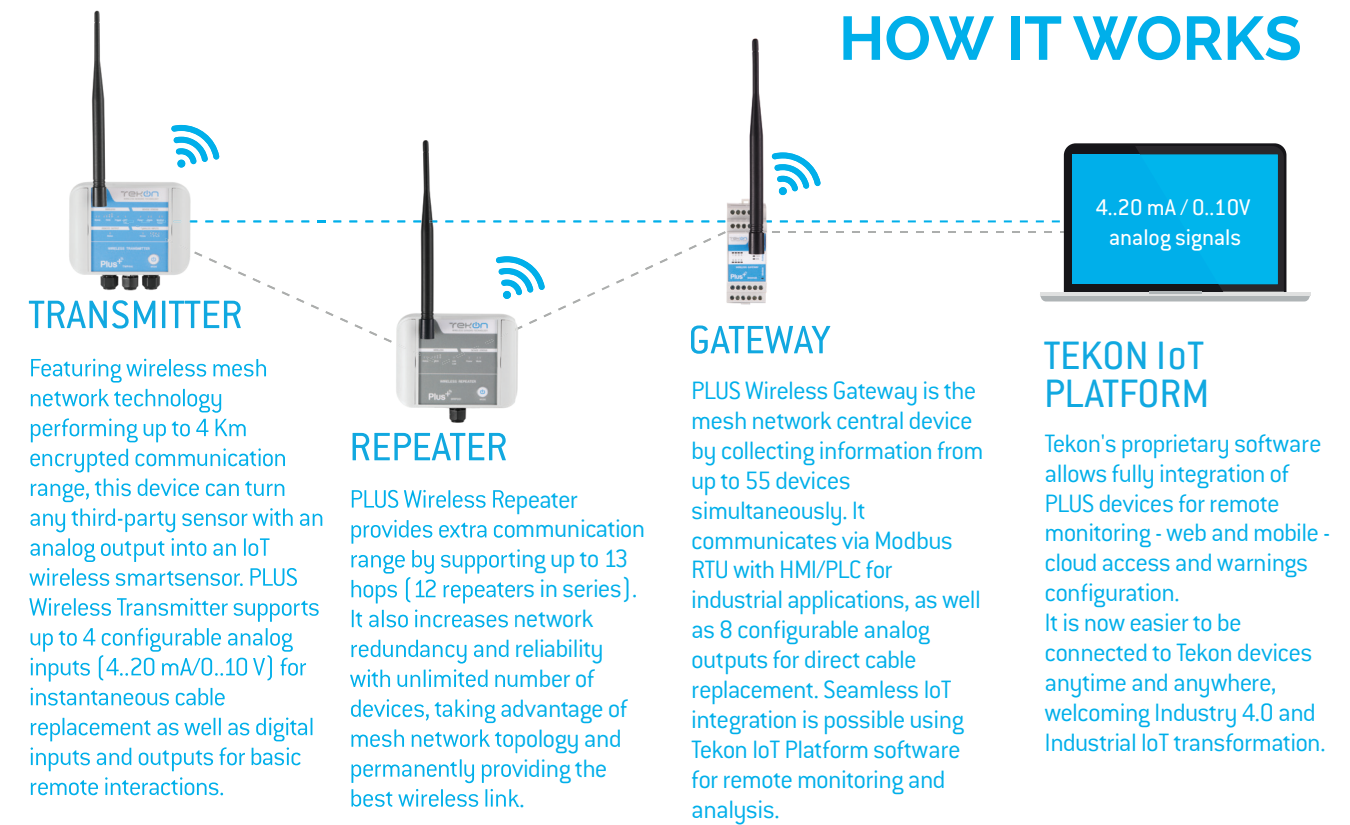 HOW IT WORKS
TEKON
WIRELESS TRANSMITTER
Plus
TEKON
WIRELESS REPEATER
Plus
TEKON
Plus
4..20 mA / 0..10V
analog signals
TRANSMITTER
Featuring wireless mesh
network technology
performing up to 4 Km
encrypted communication
range, this device can turn
any third-party sensor with an
analog output into an IoT
wireless smartsensor. PLUS
Wireless Transmitter supports
up to 4 configurable analog
inputs (4..20 mA/0..10 V) for
instantaneous cable
replacement as well as digital
inputs and outputs for basic
remote interactions.
REPEATER
PLUS Wireless Repeater
provides extra communication
range by supporting up to 13
hops (12 repeaters in series).
It also increases network
redundancy and reliability
with unlimited number of
devices, taking advantage of
mesh network topology and
permanently providing the
best wireless link.
GATEWAY
PLUS Wireless Gateway is the
mesh network central device
by collecting information from
up to 55 devices
simultaneously. It
communicates via Modbus
RTU with HMI/PLC for
industrial applications, as well
as 8 configurable analog
outputs for direct cable
replacement. Seamless IoT
integration is possible using
Tekon IoT Platform software
for remote monitoring and
analysis.
TEKON IoT
PLATFORM
Tekon's proprietary software
allows fully integration of
PLUS devices for remote
monitoring - web and mobile -
cloud access and warnings
configuration.
It is now easier to be
connected to Tekon devices
anytime and anywhere,
welcoming Industry 4.0 and
Industrial IoT transformation.